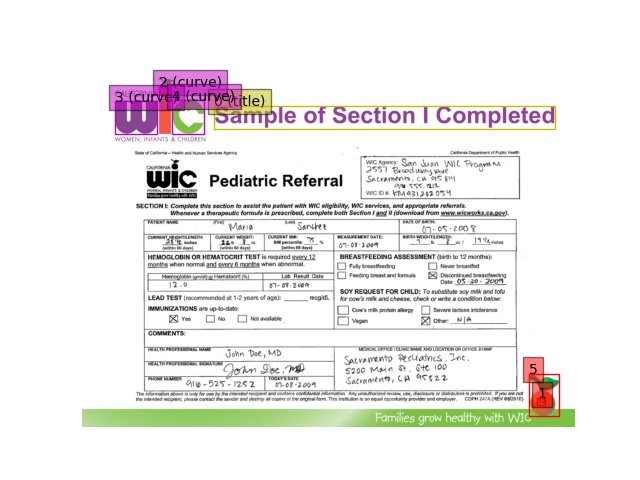 2 (curve)
3 (curve)
4 (curve)
0 (title)
WIC
WOMEN, INFANTS & CHILDREN
Sample of Section I Completed
State of California – Health and Human Services Agency
California Department of Public Health
CALIFORNIA
WIC
WOMEN, INFANTS & CHILDREN
Families grow healthy with WIC
Pediatric Referral
WIC Agency: San Juan WIC Program
2557 Broadway Ave
Sacramento, CA 95814
916 555.1212
WIC ID #:
SECTION I: Complete this section to assist the patient with WIC eligibility, WIC services, and appropriate referrals.
Whenever a therapeutic formula is prescribed, complete both Section I and II (download from www.wicworks.ca.gov).
PATIENT NAME (First) Maria (Last) Sanchez
DATE OF BIRTH: 07-05-2008
CURRENT HEIGHT/LENGTH: inches (within 60 days)
CURRENT WEIGHT: lb 8 oz (within 60 days)
CURRENT BMI: BMI percentile: 75 % (within 60 days)
MEASUREMENT DATE: 07-08-2009
BIRTH WEIGHT/LENGTH: 7 lb 8 oz / 19 1/2 inches
HEMOGLOBIN OR HEMATOCRIT TEST is required every 12
months when normal and every 6 months when abnormal.
Hemoglobin (gm/dl) or Hematocrit (%) Lab Result Date
12.0 07-08-2009
LEAD TEST (recommended at 1-2 years of age): mcg/dL
IMMUNIZATIONS are up-to-date:
Yes No Not available
BREASTFEEDING ASSESSMENT (birth to 12 months):
Fully breastfeeding Never breastfed
Feeding breast and formula Discontinued breastfeeding
Date: 05-30-2009
SOY REQUEST FOR CHILD: To substitute soy milk and tofu
for cow's milk and cheese, check or write a condition below:
Cow's milk protein allergy Severe lactose intolerance
Vegan Other: N/A
COMMENTS:
HEALTH PROFESSIONAL NAME John Doe, MD
HEALTH PROFESSIONAL SIGNATURE John Doe, MD
PHONE NUMBER 916-525-1252 TODAY'S DATE 07-08-2009
MEDICAL OFFICE / CLINIC NAME AND LOCATION OR OFFICE STAMP
Sacramento Pediatrics, Inc.
5200 Main St. Ste 100
Sacramento, CA 95822
The information above is only for use by the intended recipient and contains confidential information. Any unauthorized review, use, disclosure or distribution is prohibited. If you are not
the intended recipient, please contact the sender and destroy all copies of the original form. This institution is an equal opportunity provider and employer. CDPH 247A (REV 05/2010)
5
1
Families grow healthy with WIC